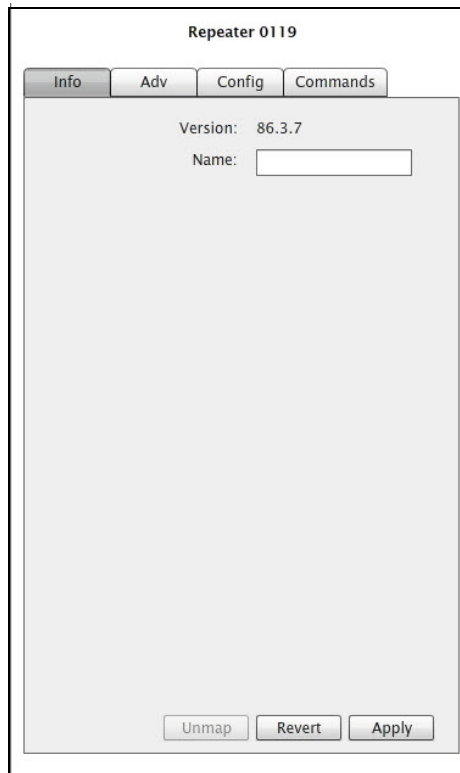 Repeater 0119
Info Adv Config Commands
Version: 86.3.7
Name:
Unmap Revert Apply